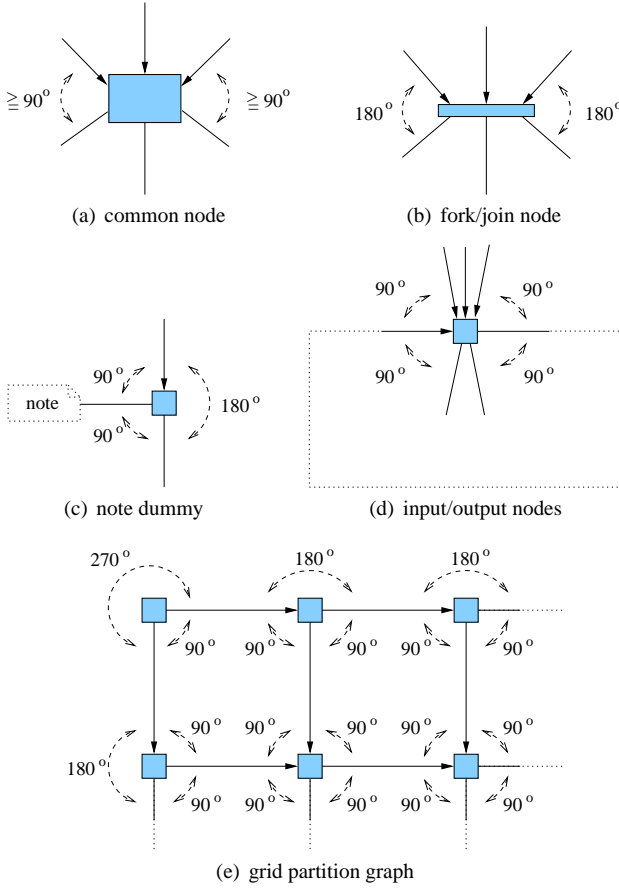 ≧ 90° ≧ 90°
180° 180°
(a) common node
(b) fork/join node
90° 90°
90° 90°
note
90°
90°
180°
(c) note dummy
(d) input/output nodes
270° 180° 180°
90° 90° 90° 90° 90°
90° 90° 90° 90° 90°
180°
90° 90° 90° 90° 90°
(e) grid partition graph